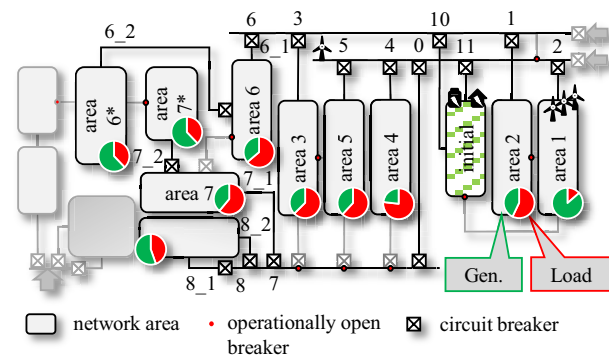 6_2
6
3
10
1
6_1
5
4
0
11
2
area 6*
area 7*
area 6
area 3
area 5
area 4
initial
area 2
area 1
7_2
7_1
area 7
8_2
8_1
8
7
Gen.
Load
network area
operationally open breaker
circuit breaker